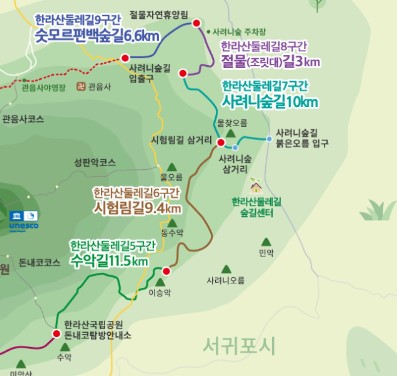 한라산둘레길9구간
숫모르편백숲길6.6km
절물자연휴양림
사려니숲 주차장
한라산둘레길8구간
절물(조릿대)길3km
사려니숲길
입출구
관음사야영장
관음사
관음사코스
한라산둘레길7구간
사려니숲길10km
물찻오름
시험림길 삼거리
사려니숲길
붉은오름 입구
사려니숲
삼거리
성판악코스
물오름
한라산둘레길
숲길센터
한라산둘레길6구간
시험림길9.4km
동수악
unesco
돈내코코스
원
한라산둘레길5구간
수악길11.5km
민악
사려니오름
이승악
한라산국립공원
돈내코탐방안내소
수악
서귀포시